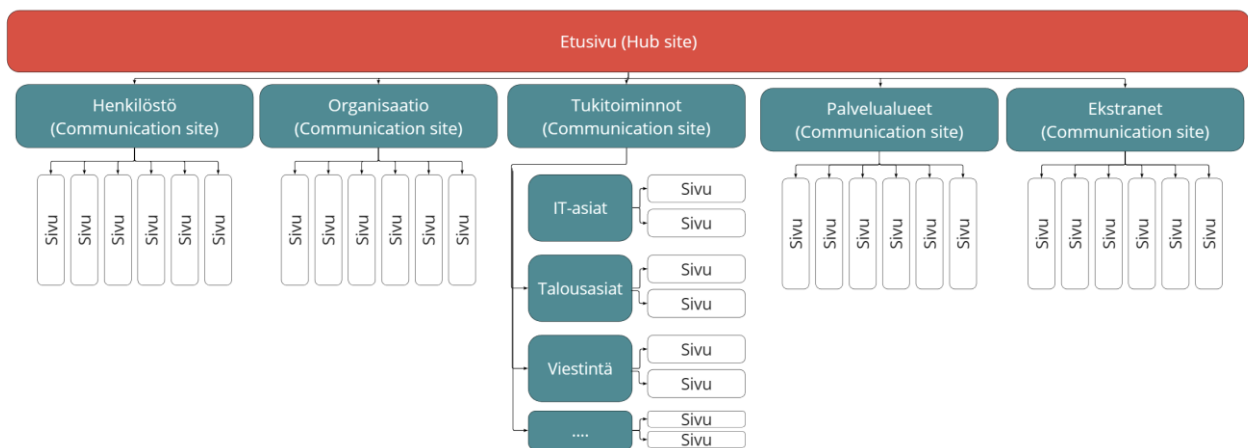 Etusivu (Hub site)
Henkilöstö
(Communication site)
Organisaatio
(Communication site)
Tukitoiminnot
(Communication site)
Palvelualueet
(Communication site)
Ekstranet
(Communication site)
Sivu
Sivu
Sivu
Sivu
Sivu
Sivu
Sivu
Sivu
Sivu
Sivu
Sivu
Sivu
IT-asiat
Sivu
Sivu
Talousasiat
Sivu
Sivu
Viestintä
Sivu
Sivu
....
Sivu
Sivu
Sivu
Sivu
Sivu
Sivu
Sivu
Sivu
Sivu
Sivu
Sivu
Sivu
Sivu
Sivu